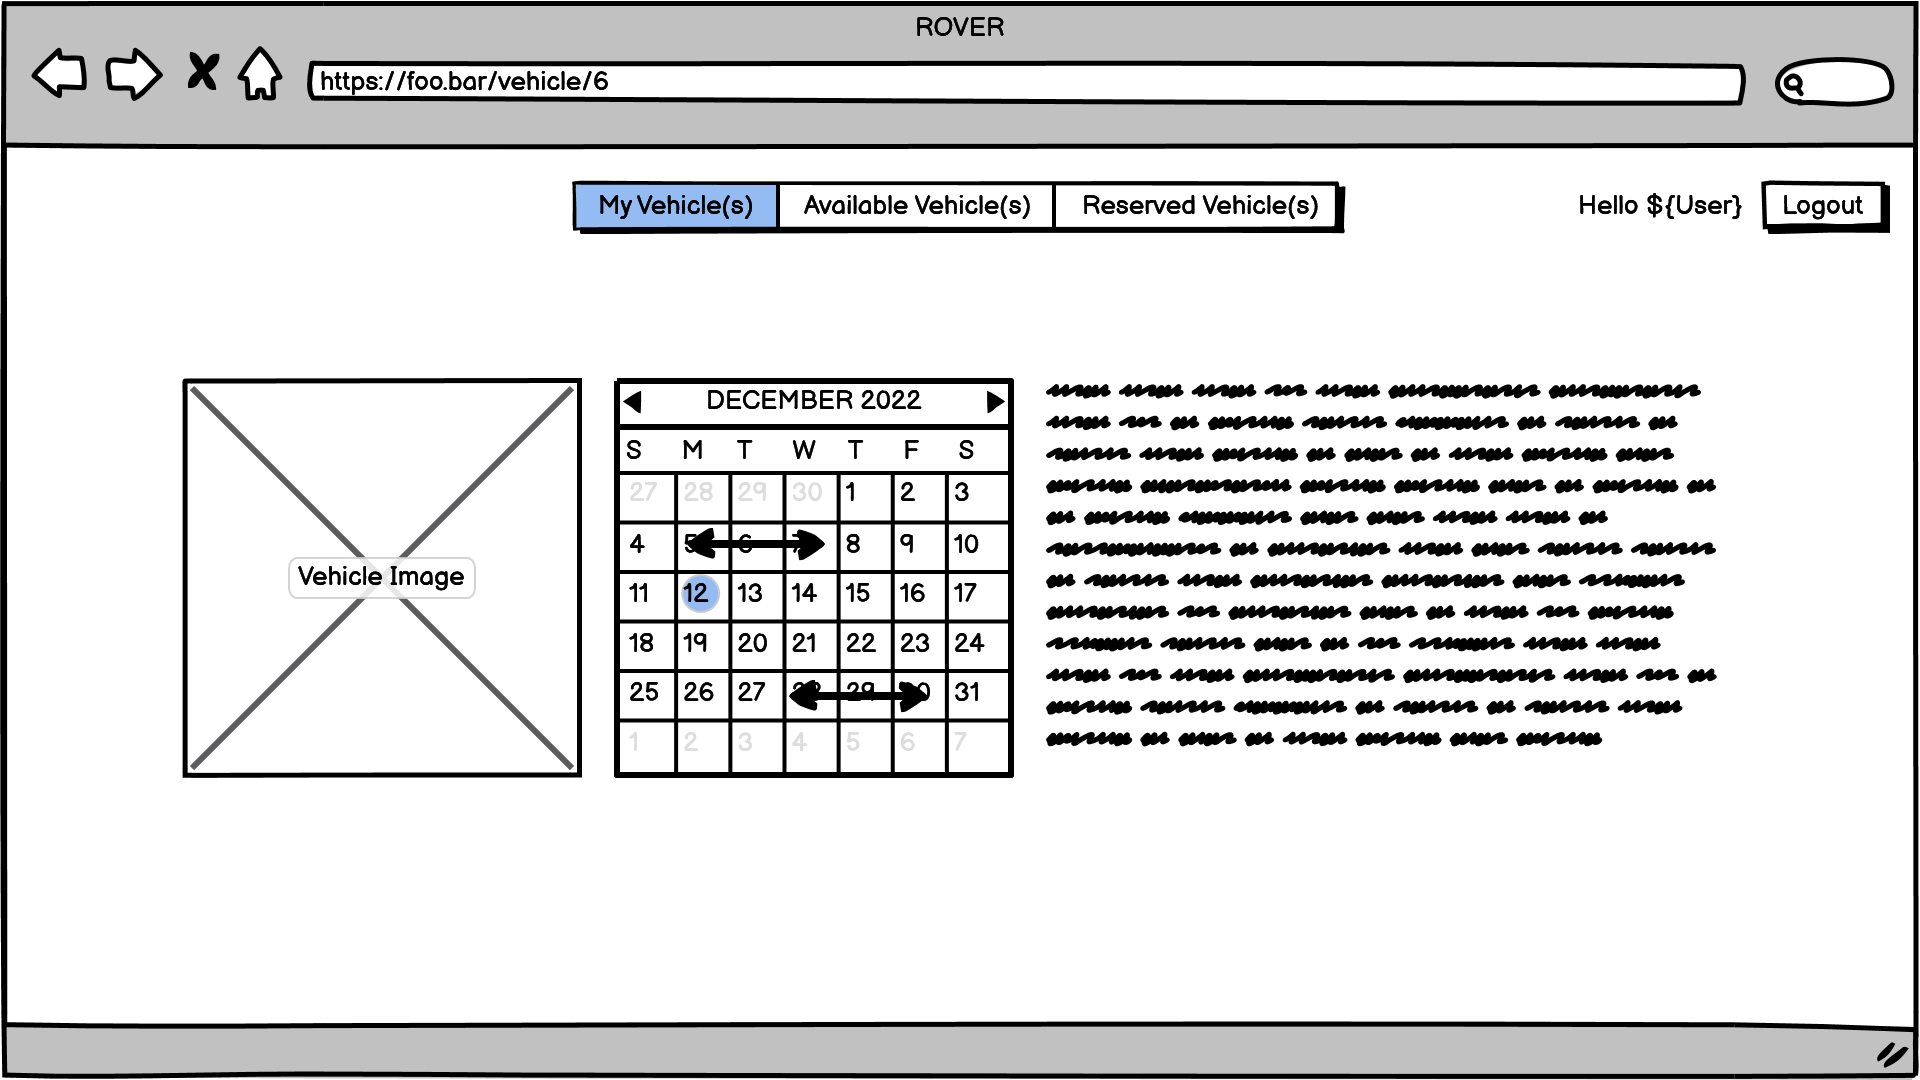 ROVER
https://foo.bar/vehicle/6
My Vehicle(s) Available Vehicle(s) Reserved Vehicle(s) Hello ${User} Logout
DECEMBER 2022
S M T W T F S
27 28 29 30 1 2 3
4 5 6 7 8 9 10
Vehicle Image
11 12 13 14 15 16 17
18 19 20 21 22 23 24
25 26 27 28 29 30 31
1 2 3 4 5 6 7